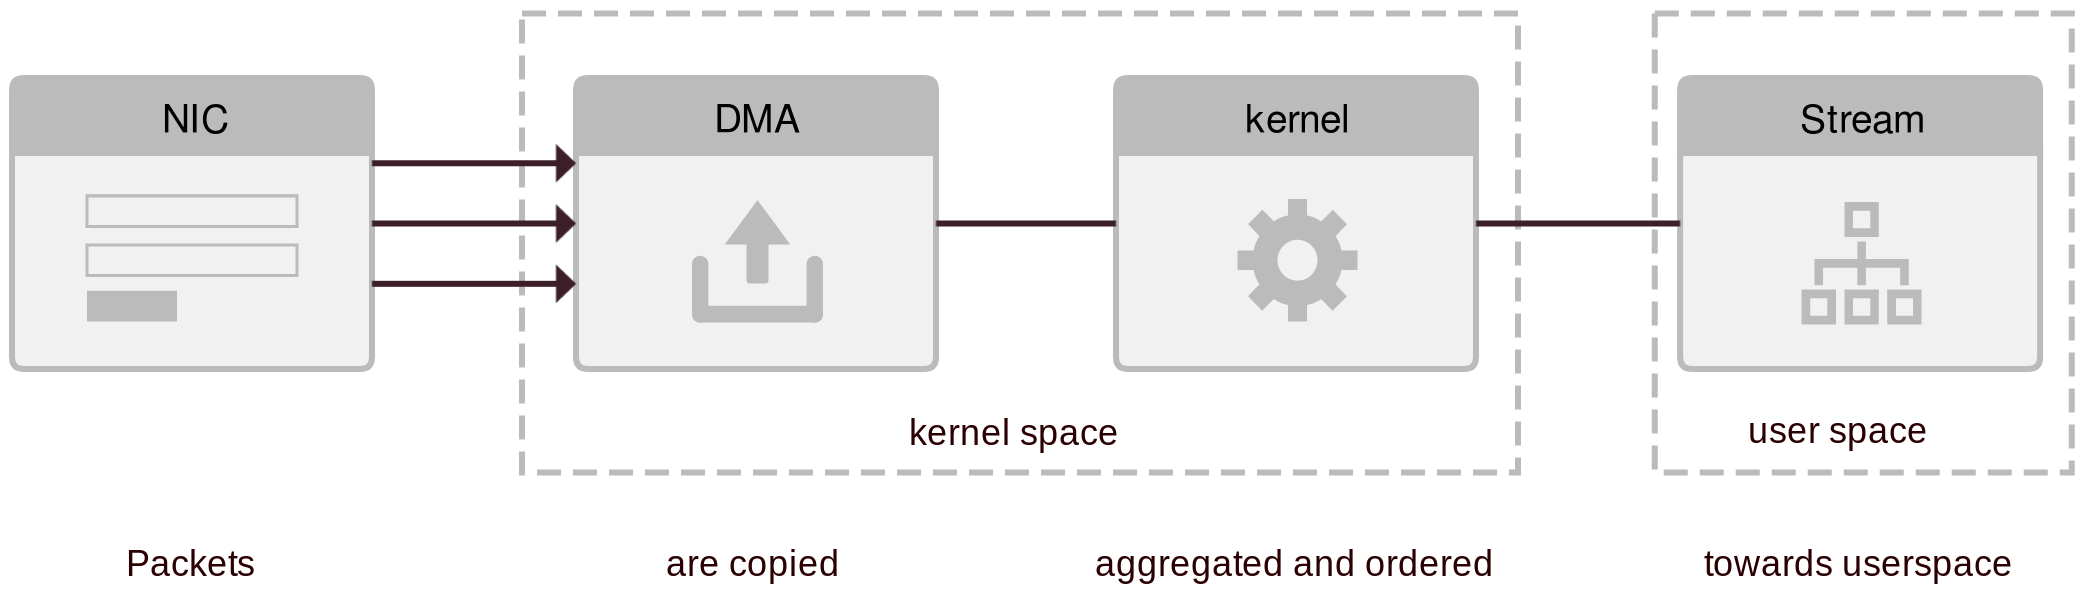 NIC
DMA
kernel
Stream
kernel space
user space
Packets
are copied
aggregated and ordered
towards userspace